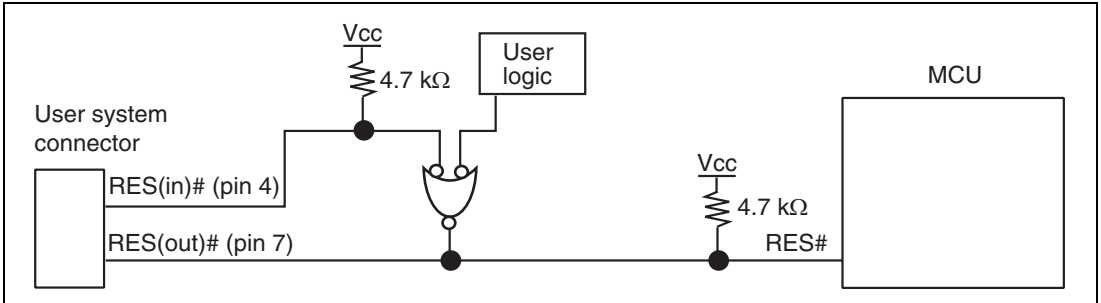 Vcc
4.7 kΩ
User
logic
MCU
User system
connector
RES(in)# (pin 4)
Vcc
4.7 kΩ
RES(out)# (pin 7)
RES#